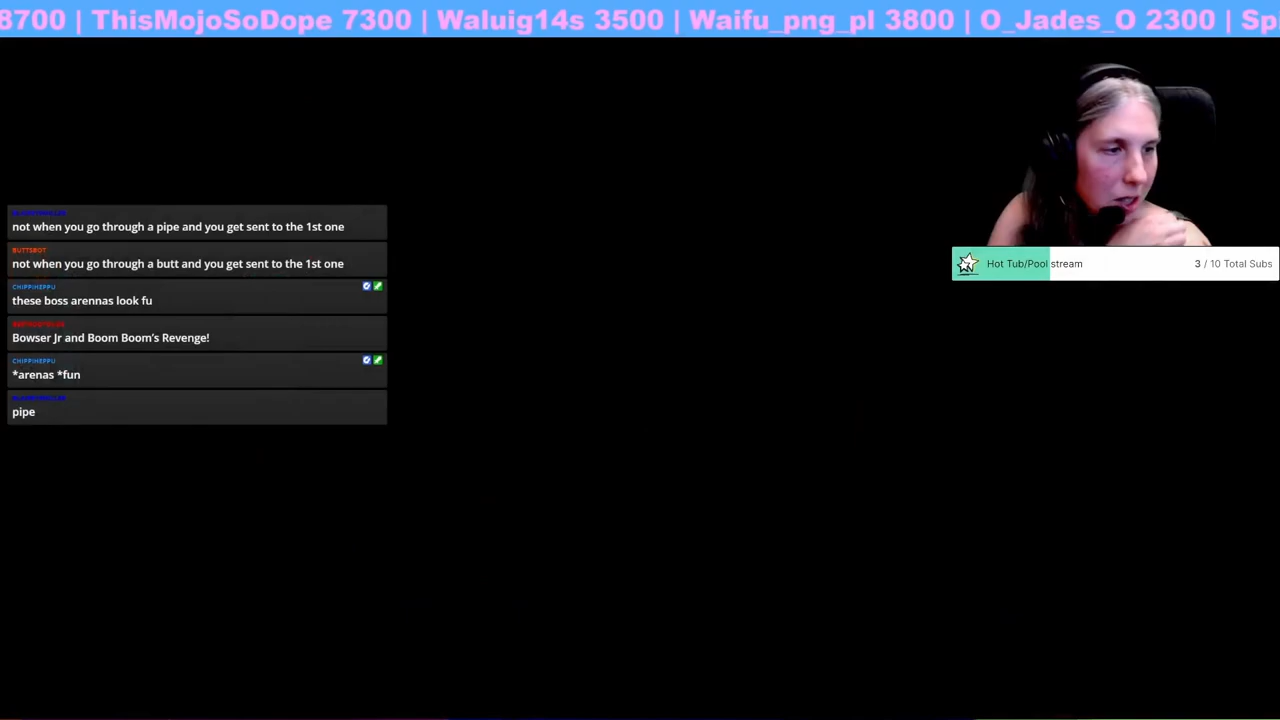 8700 | ThisMojoSoDope 7300 | Waluig14s 3500 | Waifu_png_pl 3800 | O_Jades_O 2300 | Sp
not when you go through a pipe and you get sent to the 1st one
BUTTSBOT
not when you go through a butt and you get sent to the 1st one
CHIPPIHEPPU
these boss arennas look fu
Bowser Jr and Boom Boom's Revenge!
CHIPPIHEPPU
*arenas *fun
pipe
Hot Tub/Pool stream 3 / 10 Total Subs